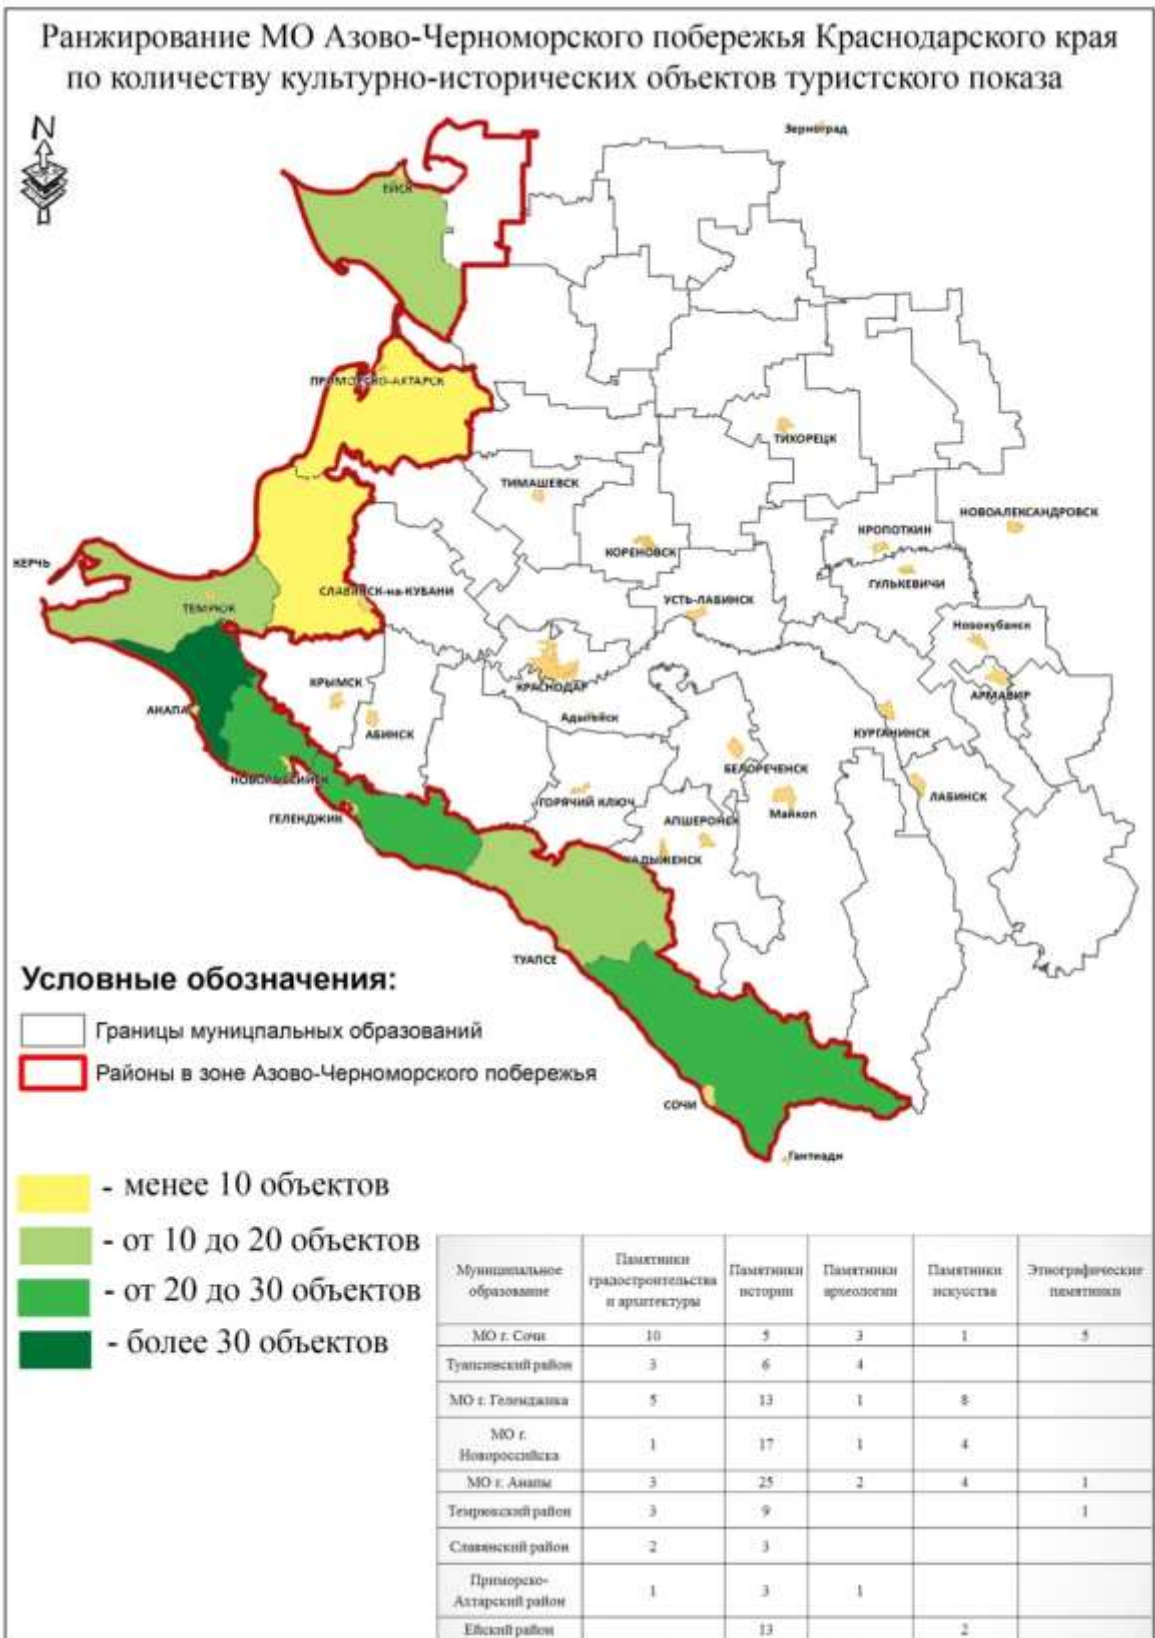 Ранжирование МО Азово-Черноморского побережья Краснодарского края
по количеству культурно-исторических объектов туристского показа
N
Зерноград
ЕЙСК
ПРИМОРСКО-АХТАРСК
ТИХОРЕЦК
ТИМАШЕВСК
НОВОАЛЕКСАНДРОВСК
КРОПОТКИН
КОРЕНОВСК
КЕРЧЬ
ГУЛЬКЕВИЧИ
СЛАВЯНСК-на-КУБАНИ
УСТЬ-ЛАБИНСК
ТЕМРЮК
Новокубанск
КРЫМСК
КРАСНОДАР
АРМАВИР
АНАПА
Адыгейск
АБИНСК
КУРГАНИНСК
БЕЛОРЕЧЕНСК
НОВОРОССИЙСК
ЛАБИНСК
ГОРЯЧИЙ КЛЮЧ
ГЕЛЕНДЖИК
АПШЕРОНСК
Майкоп
ХАДЫЖЕНСК
ТУАПСЕ
СОЧИ
Гантиади
Условные обозначения:
Границы муницпальных образований
Районы в зоне Азово-Черноморского побережья
- менее 10 объектов
- от 10 до 20 объектов
- от 20 до 30 объектов
- более 30 объектов
Муниципальное образование Памятники градостроительства и архитектуры Памятники истории Памятники археологии Памятники искусства Этнографические памятники
МО г. Сочи 10 5 3 1 5
Туапсинский район 3 6 4
МО г. Геленджика 5 13 1 8
МО г. Новороссийска 1 17 1 4
МО г. Анапы 3 25 2 4 1
Темрюкский район 3 9 1
Славянский район 2 3
Приморско-Ахтарский район 1 3 1
Ейский район 13 2